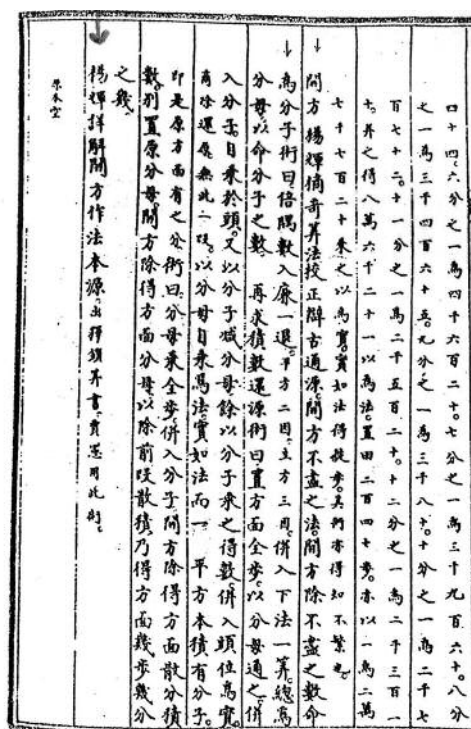 四十四。六分之一為四千六百二十。七分之一為三千九百六十。八分
之一為三千四百六十五。九分之一為三千八十。十分之一為二千七
百七十二。十一分之一為二千五百二十。十二分之一為二千三百一
十。并之得八萬六千二十一以為法。置田二百四十步。亦以一為二萬
七千七百二十乘之以為實。實如法得從步。其術亦得知不繁也。
開方楊輝摘奇算法校正辯古通源。開方不盡之法。開方除不盡之數命
為分子術曰。倍隅數入廉一退。平方二因。立方三因。併入下法一算。總為
分母。以命分子之數。 再求積數還源術曰。置方面全步。以分母通之。併
入分子。自乘於頭。又以分子減分母。餘以分子乘之得數。併入頭位為實。
商除還原。無此一段。以分母自乘為法。實如法而一 平方本積有分子。
即是原方面有之分。術曰。分母乘全步併入分子。開方除得方面散分積
數。別置原分母。開方除得方面分母。以除前段散積。乃得方面幾步幾分
之幾。
楊輝詳解開方作法本源。出釋鎖算書。賈憲用此術。